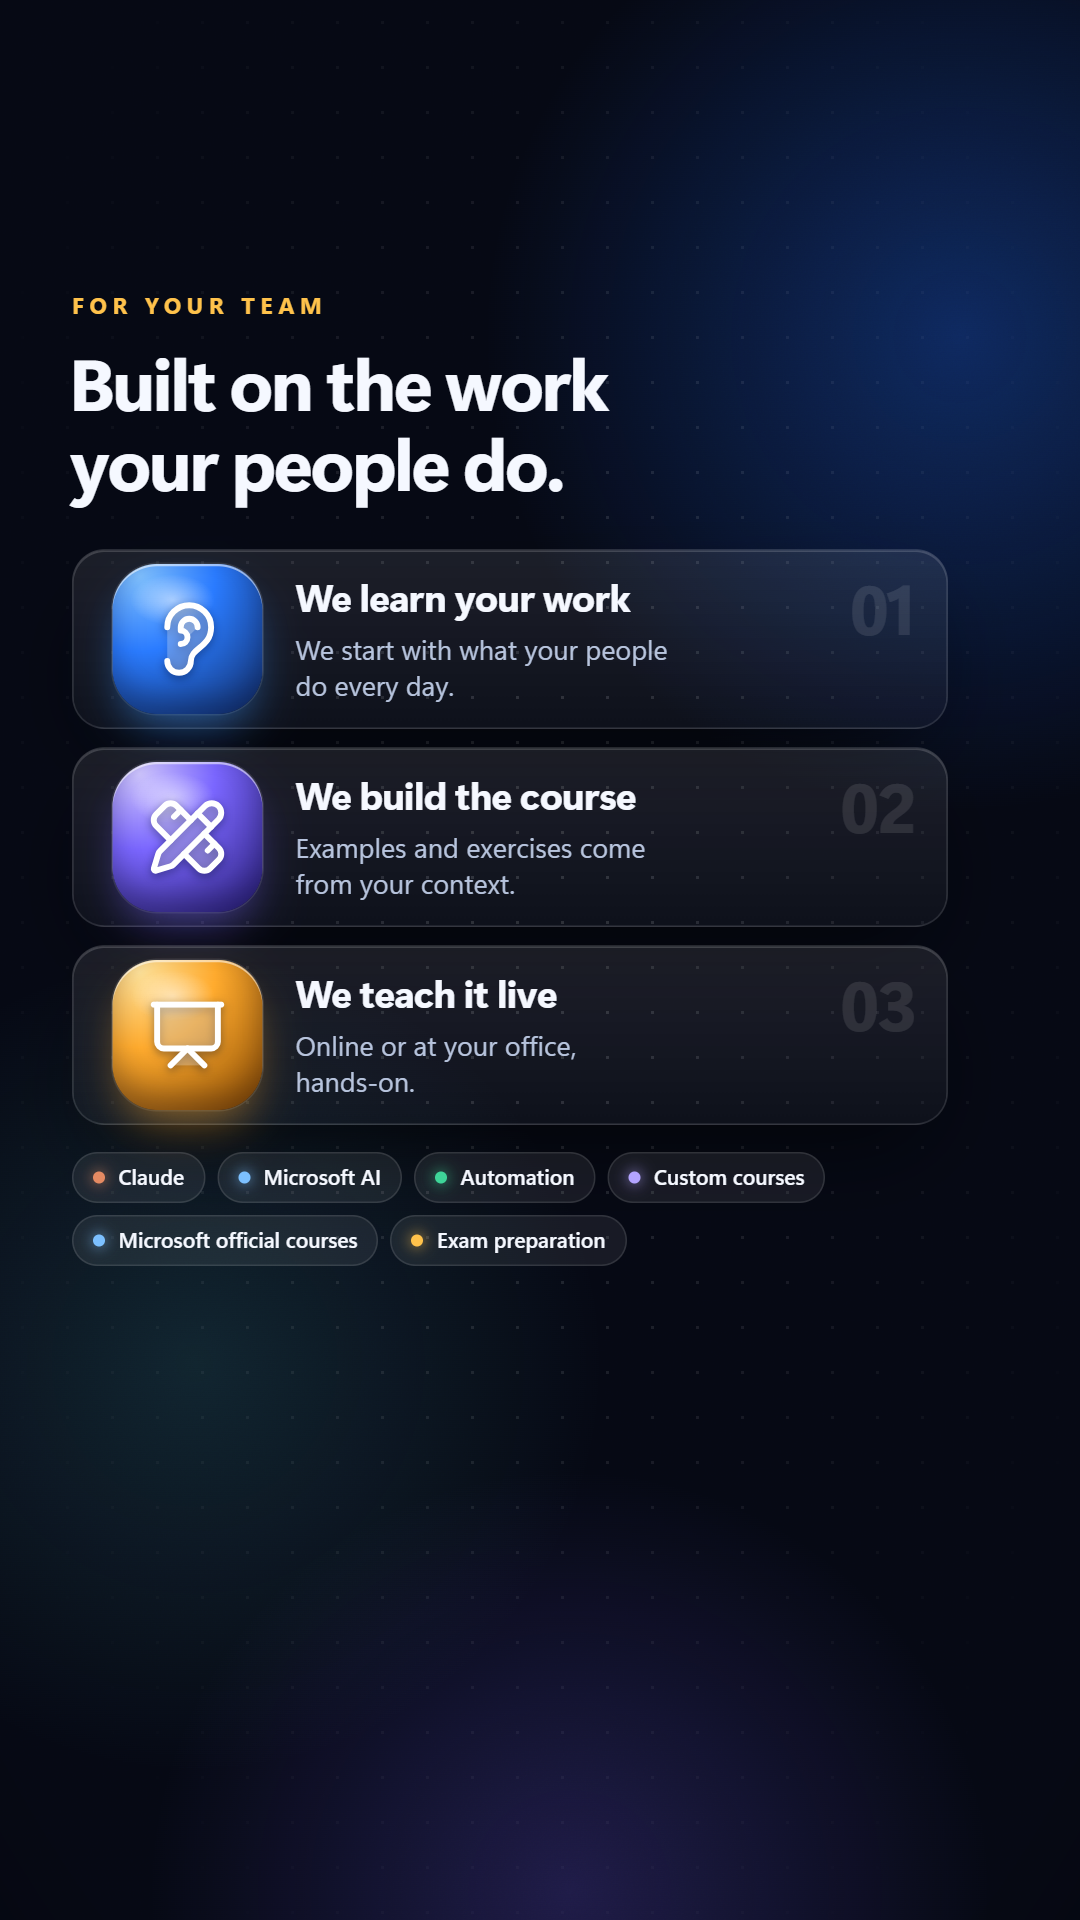 FOR YOUR TEAM
Built on the work
your people do.
We learn your work
01
We start with what your people
do every day.
We build the course
02
Examples and exercises come
from your context.
We teach it live
03
Online or at your office,
hands-on.
Claude
Microsoft AI
Automation
Custom courses
Microsoft official courses
Exam preparation